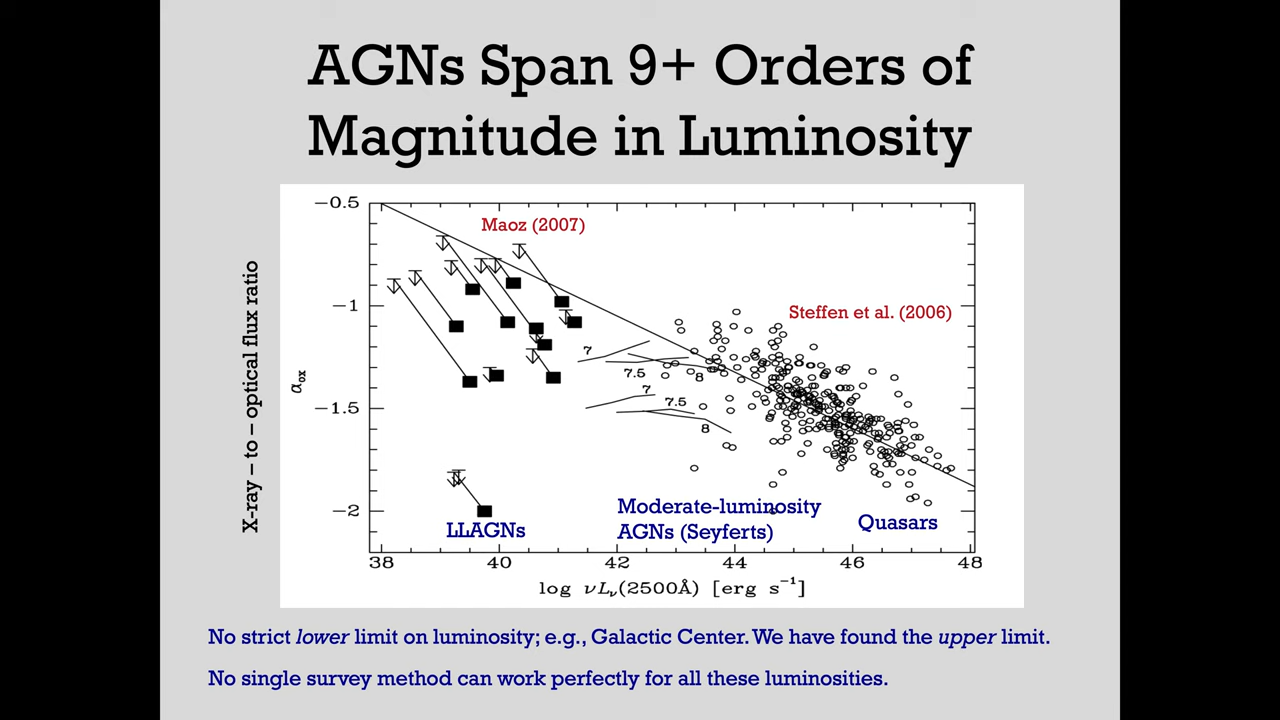 AGNs Span 9+ Orders of
Magnitude in Luminosity
X-ray – to – optical flux ratio
αox
−0.5
−1
−1.5
−2
Maoz (2007)
Steffen et al. (2006)
7
7.5
8
7
7.5
8
LLAGNs
Moderate-luminosity
AGNs (Seyferts)
Quasars
38 40 42 44 46 48
log νLν(2500Å) [erg s⁻¹]
No strict lower limit on luminosity; e.g., Galactic Center. We have found the upper limit.
No single survey method can work perfectly for all these luminosities.